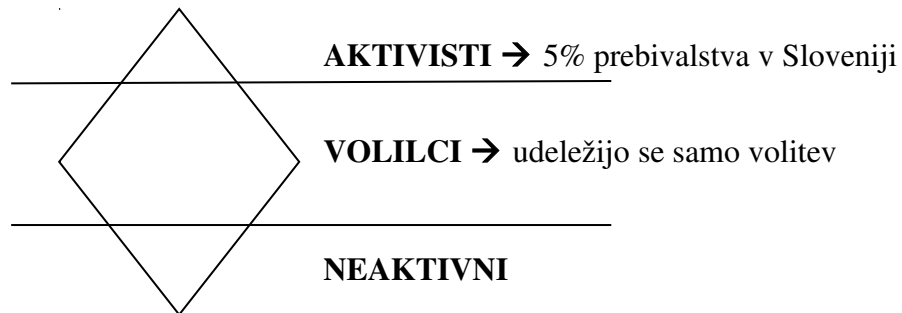 AKTIVISTI → 5% prebivalstva v Sloveniji
VOLILCI → udeležijo se samo volitev
NEAKTIVNI